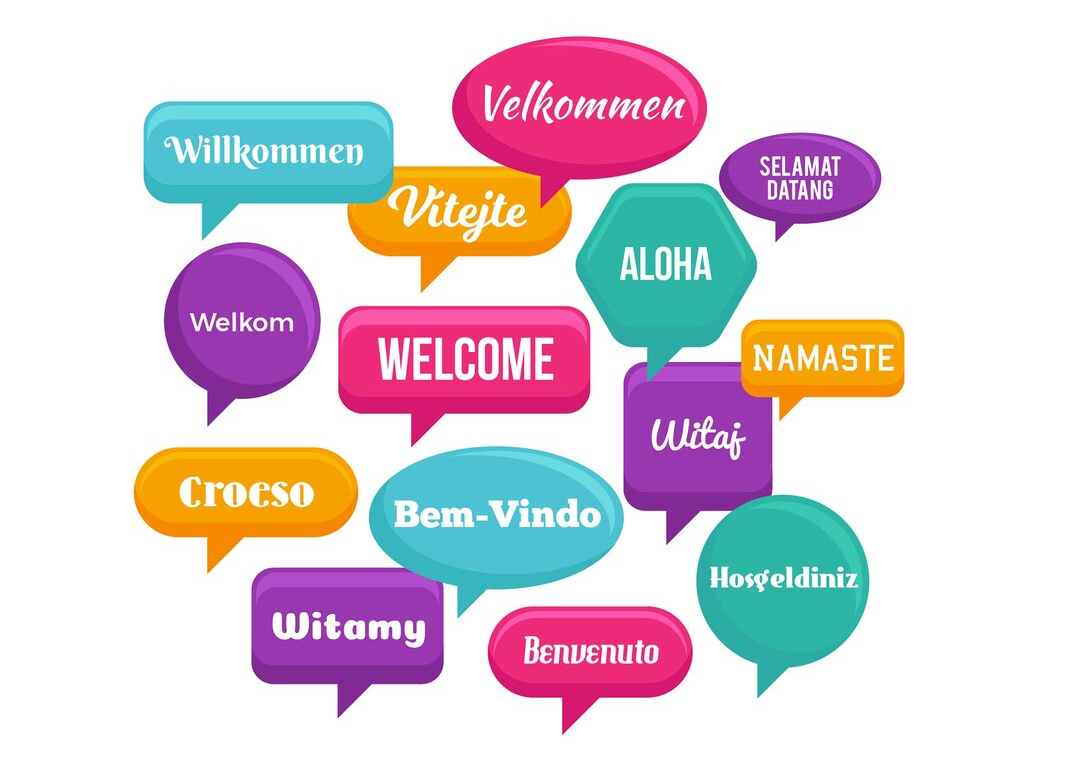 Velkommen
Willkommen
SELAMAT
DATANG
Vitejte
ALOHA
Welkom
WELCOME
NAMASTE
Witaj
Croeso
Bem-Vindo
Hosgeldiniz
Witamy
Benvenuto